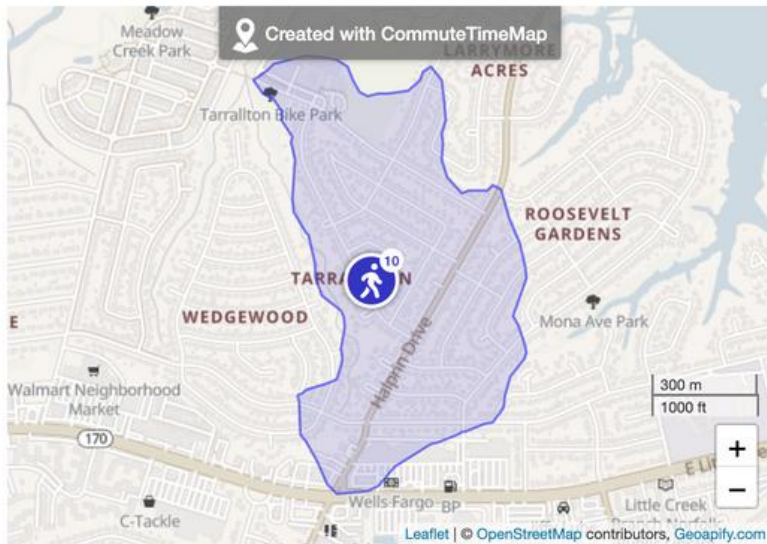 Created with CommuteTimeMap
Meadow
Creek Park
LARRYMORE
ACRES
Tarrallton Bike Park
ROOSEVELT
GARDENS
10
WEDGEWOOD
Mona Ave Park
E
Halprin Drive
Walmart Neighborhood
Market
300 m
1000 ft
170
+
−
Wells Fargo
BP
Little Creek
C-Tackle
Leaflet | © OpenStreetMap contributors, Geoapify.com